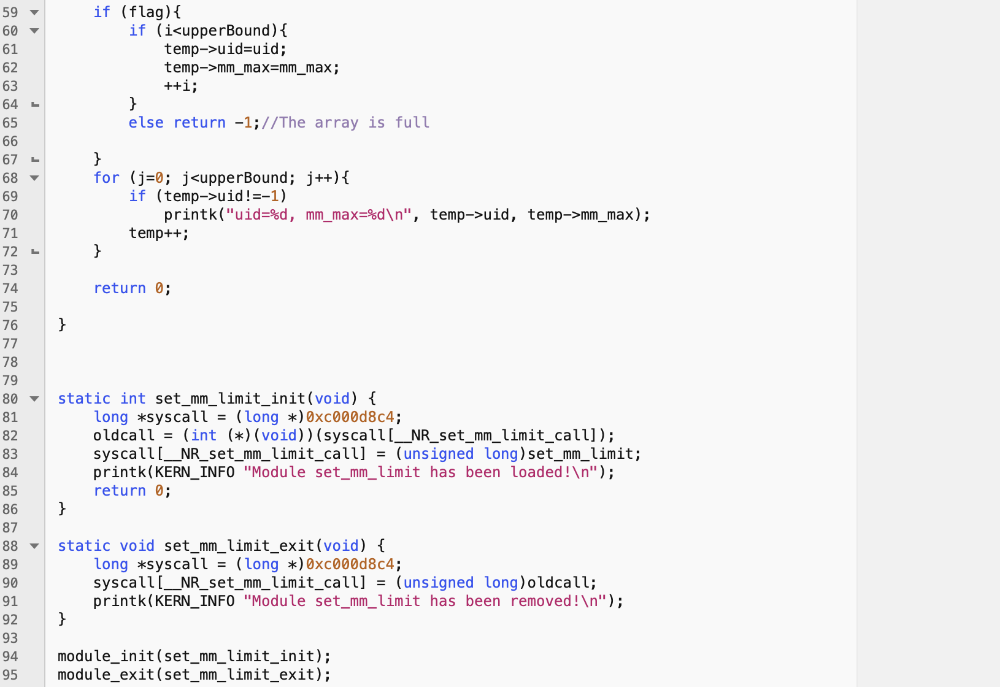 59 if (flag){
60 if (i<upperBound){
61 temp->uid=uid;
62 temp->mm_max=mm_max;
63 ++i;
64 }
65 else return -1;//The array is full
66
67 }
68 for (j=0; j<upperBound; j++){
69 if (temp->uid!=-1)
70 printk("uid=%d, mm_max=%d\n", temp->uid, temp->mm_max);
71 temp++;
72 }
73
74 return 0;
75
76 }
77
78
79
80 static int set_mm_limit_init(void) {
81 long *syscall = (long *)0xc000d8c4;
82 oldcall = (int (*)(void))(syscall[__NR_set_mm_limit_call]);
83 syscall[__NR_set_mm_limit_call] = (unsigned long)set_mm_limit;
84 printk(KERN_INFO "Module set_mm_limit has been loaded!\n");
85 return 0;
86 }
87
88 static void set_mm_limit_exit(void) {
89 long *syscall = (long *)0xc000d8c4;
90 syscall[__NR_set_mm_limit_call] = (unsigned long)oldcall;
91 printk(KERN_INFO "Module set_mm_limit has been removed!\n");
92 }
93
94 module_init(set_mm_limit_init);
95 module_exit(set_mm_limit_exit);